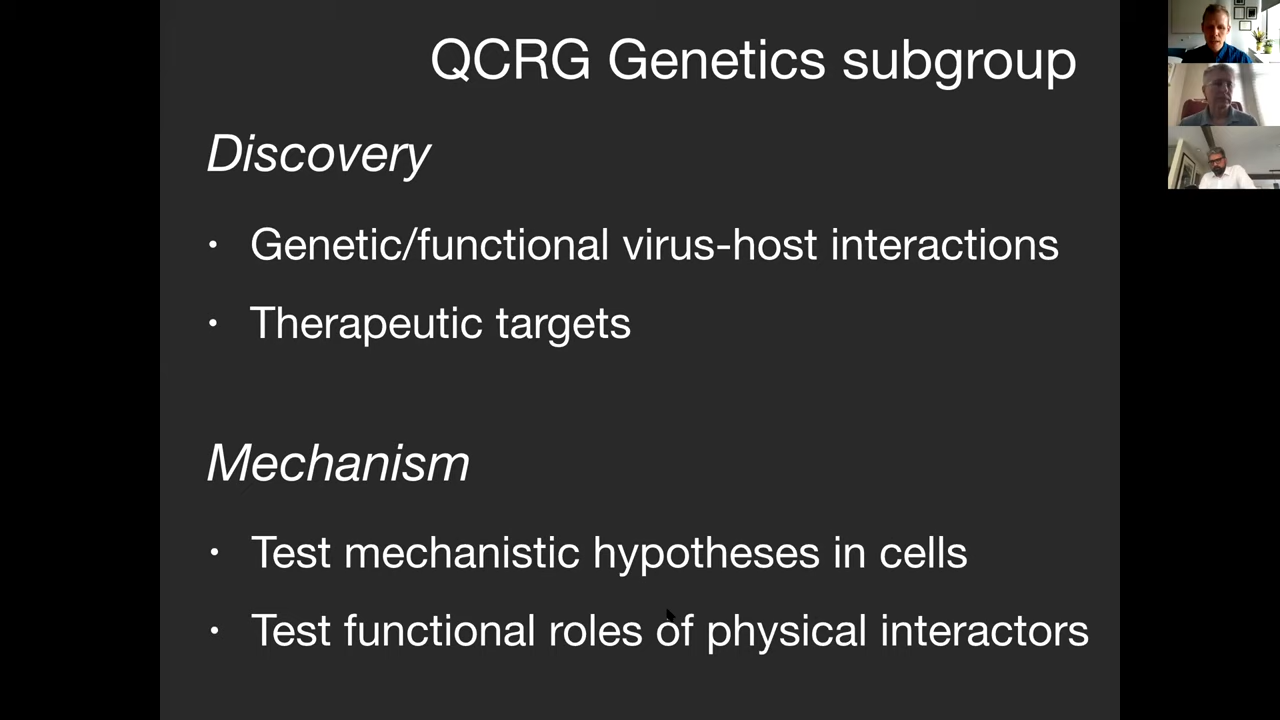 QCRG Genetics subgroup
Discovery
• Genetic/functional virus-host interactions
• Therapeutic targets
Mechanism
• Test mechanistic hypotheses in cells
• Test functional roles of physical interactors